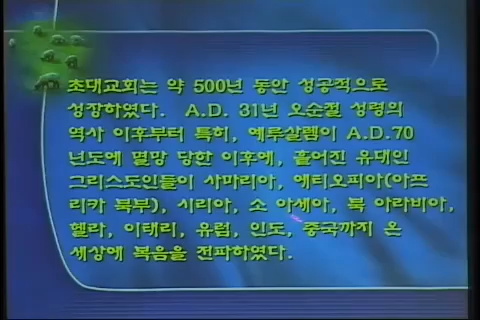 초대교회는 약 500년 동안 성공적으로
성장하였다. A.D. 31년 오순절 성령의
역사 이후부터 특히, 예루살렘이 A.D.70
년도에 멸망 당한 이후에, 흩어진 유대인
그리스도인들이 사마리아, 에티오피아(아프
리카 북부), 시리아, 소 아세아, 북 아라비아,
헬라, 이태리, 유럽, 인도, 중국까지 온
세상에 복음을 전파하였다.